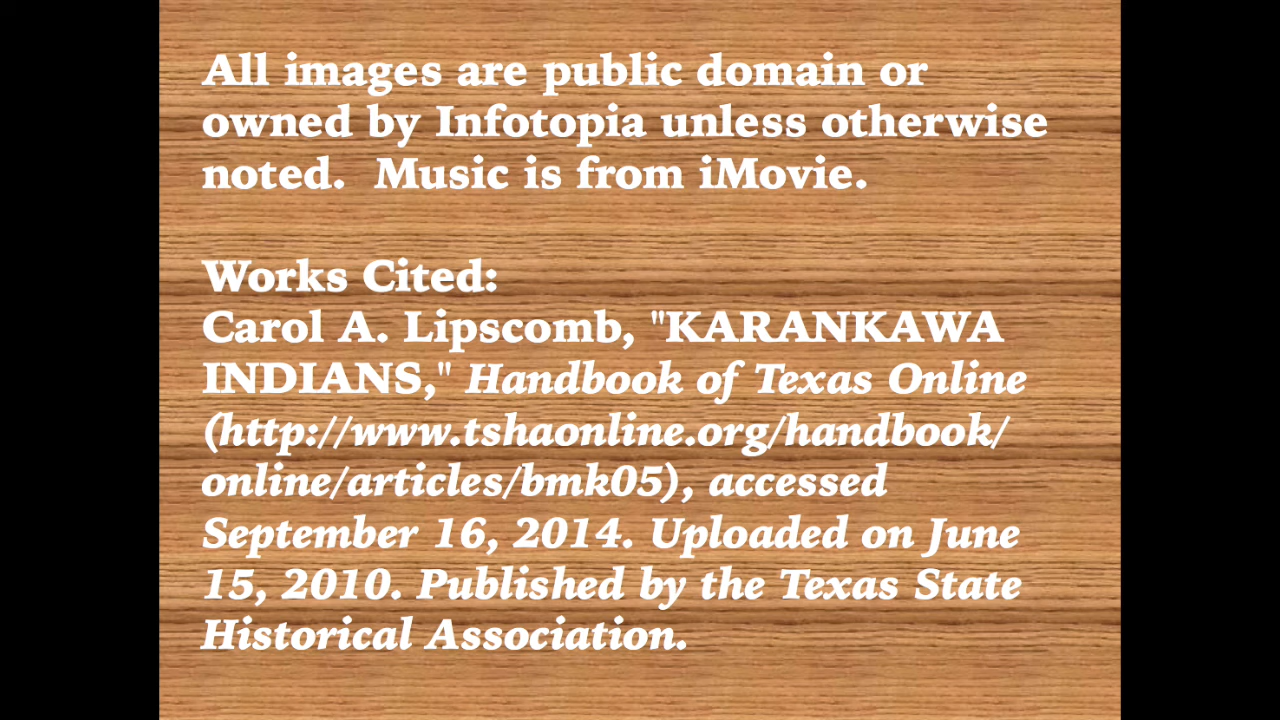 All images are public domain or
owned by Infotopia unless otherwise
noted.  Music is from iMovie.
Works Cited:
Carol A. Lipscomb, "KARANKAWA
INDIANS," Handbook of Texas Online
(http://www.tshaonline.org/handbook/
online/articles/bmk05), accessed
September 16, 2014. Uploaded on June
15, 2010. Published by the Texas State
Historical Association.